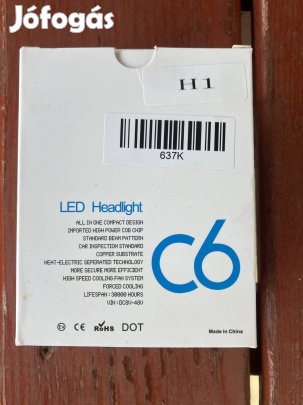 Jófogás
H1
637K
LED Headlight
ALL IN ONE COMPACT DESIGN
IMPORTED HIGH POWER COB CHIP
STANDARD BEAM PATTERN
CAR INSPECTION STANDARD
COPPER SUBSTRATE
HEAT-ELECTRIC SEPERATED TECHNOLOGY
MORE SECURE MORE EFFICIENT
HIGH SPEED COOLING FAN SYSTEM
FORCED COOLING
LIFESPAN:30000 HOURS
VIN:DC9V-48V
C6
CE RoHS DOT
Made in China